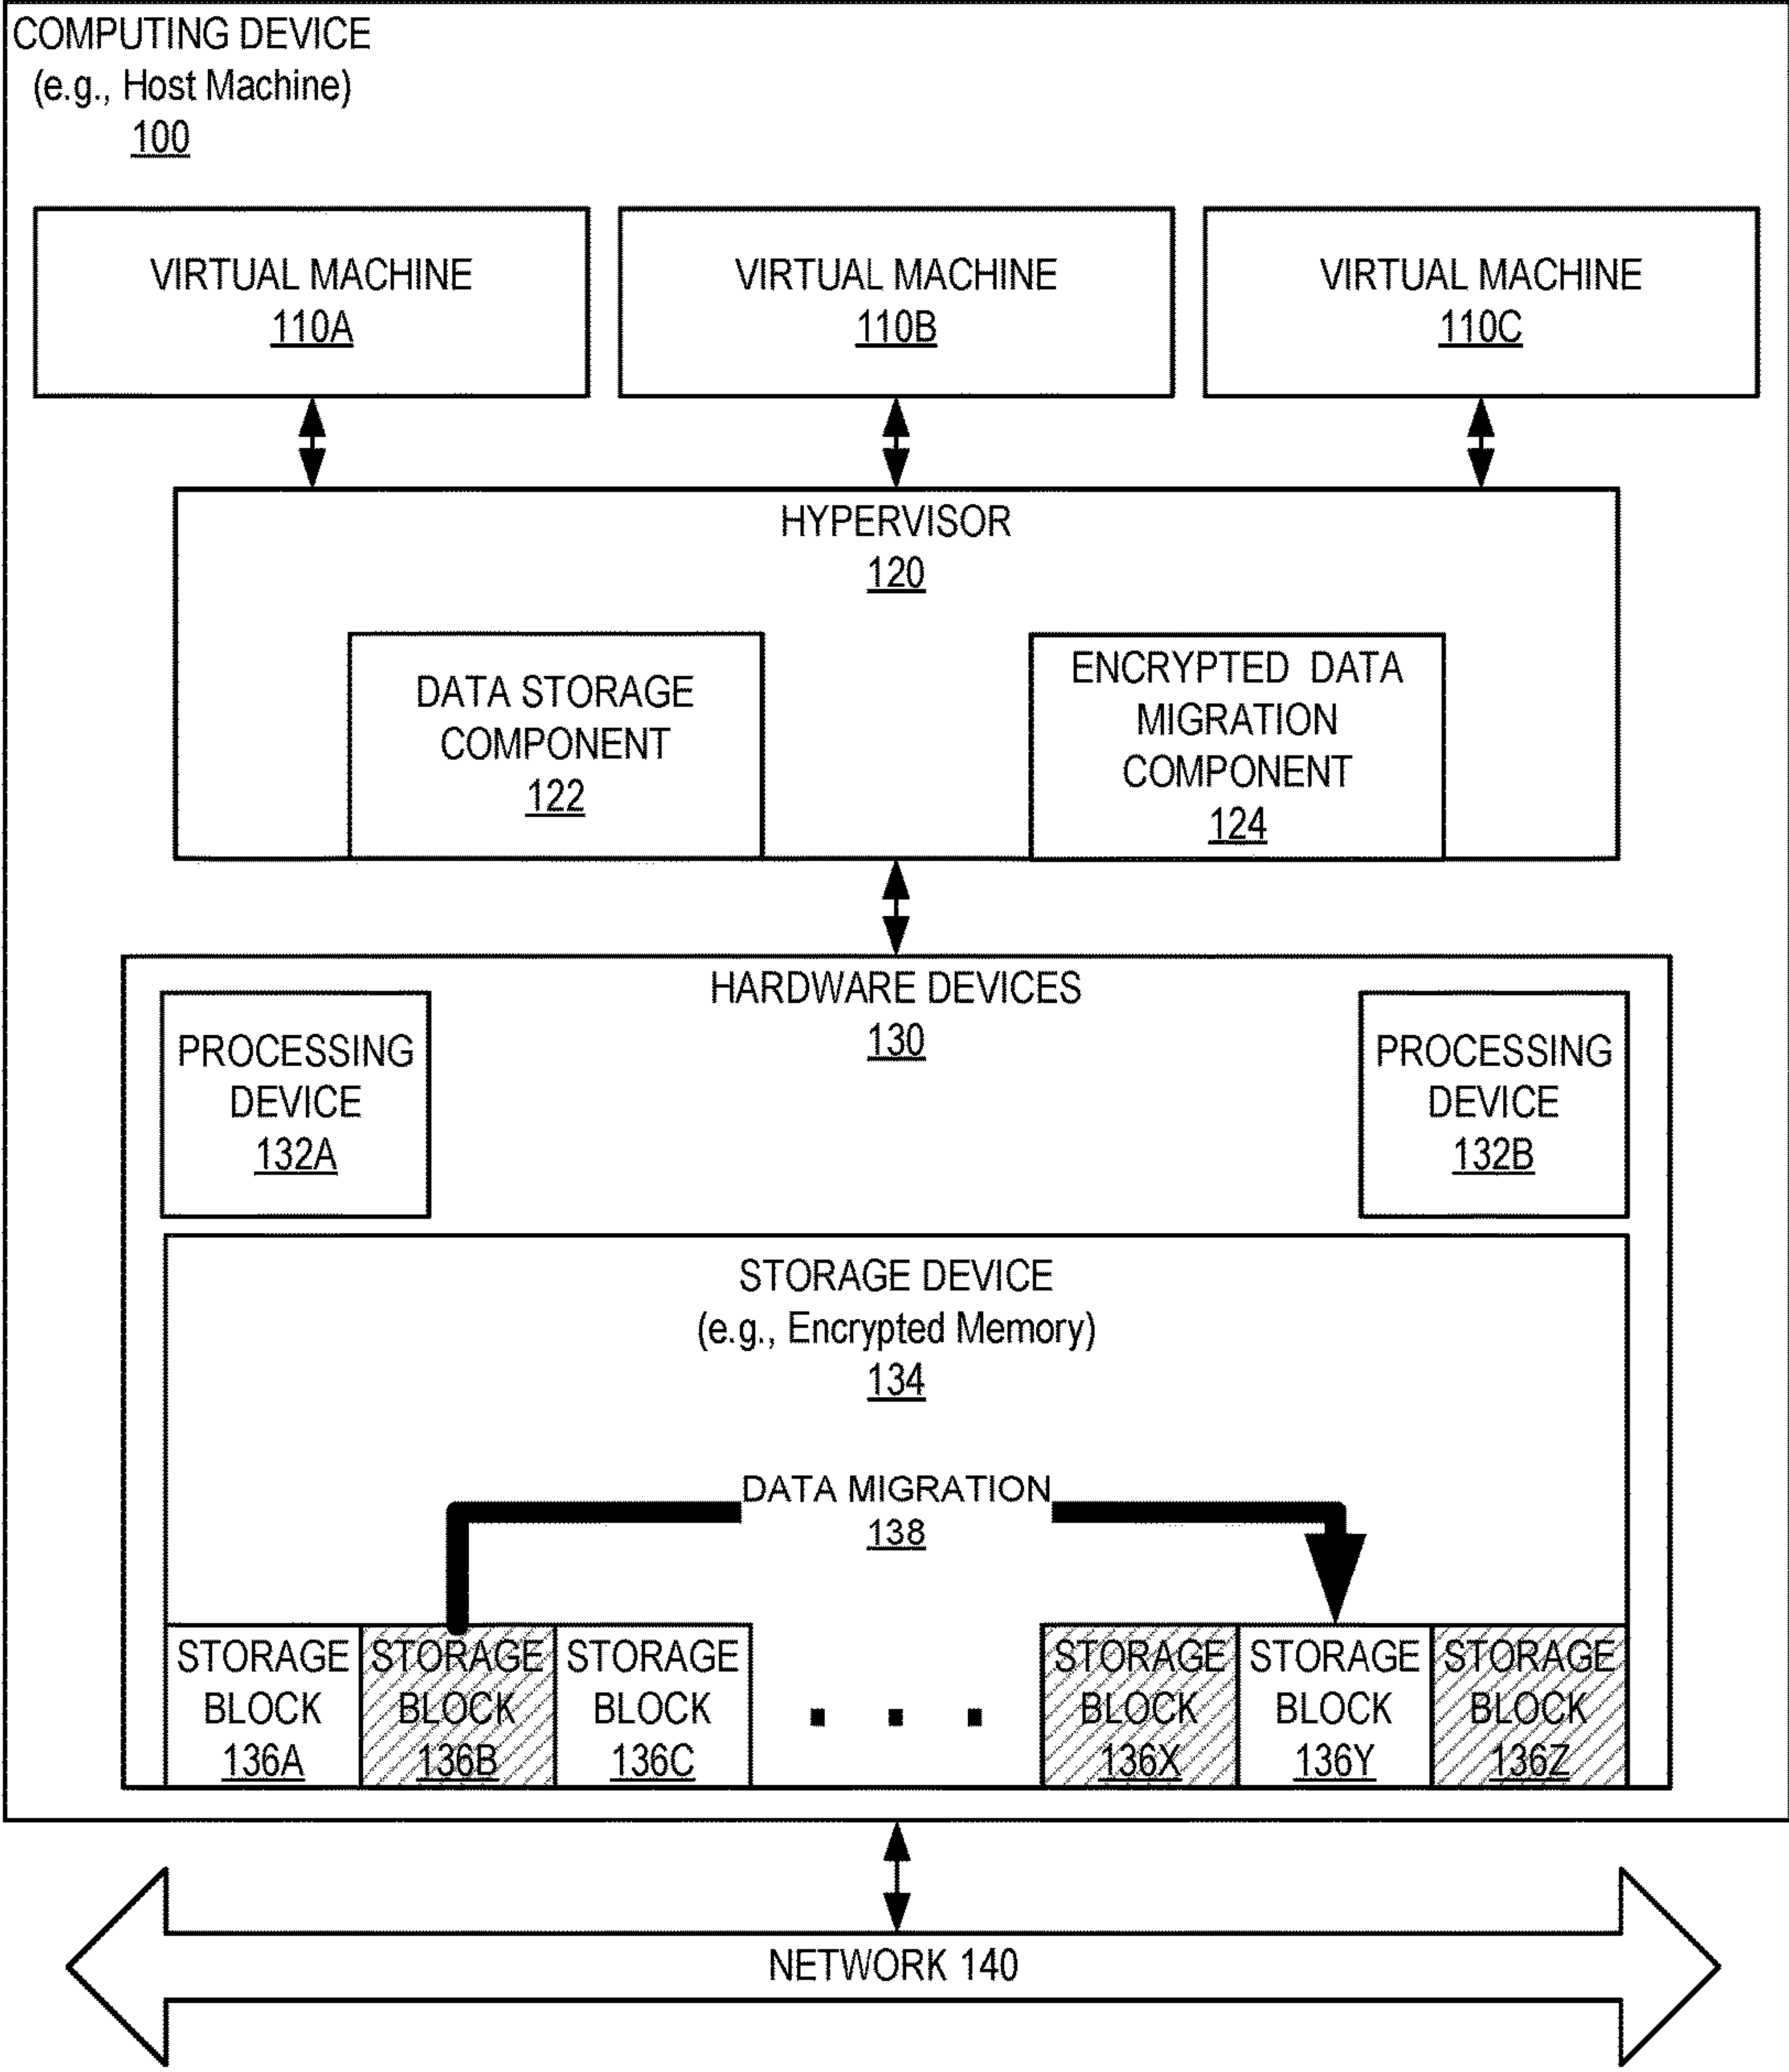 COMPUTING DEVICE
(e.g., Host Machine)
100
VIRTUAL MACHINE
110A
VIRTUAL MACHINE
110B
VIRTUAL MACHINE
110C
HYPERVISOR
120
DATA STORAGE
COMPONENT
122
ENCRYPTED DATA
MIGRATION
COMPONENT
124
HARDWARE DEVICES
130
PROCESSING
DEVICE
132A
PROCESSING
DEVICE
132B
STORAGE DEVICE
(e.g., Encrypted Memory)
134
DATA MIGRATION
138
STORAGE
BLOCK
136A
STORAGE
BLOCK
136B
STORAGE
BLOCK
136C
STORAGE
BLOCK
136X
STORAGE
BLOCK
136Y
STORAGE
BLOCK
136Z
NETWORK 140